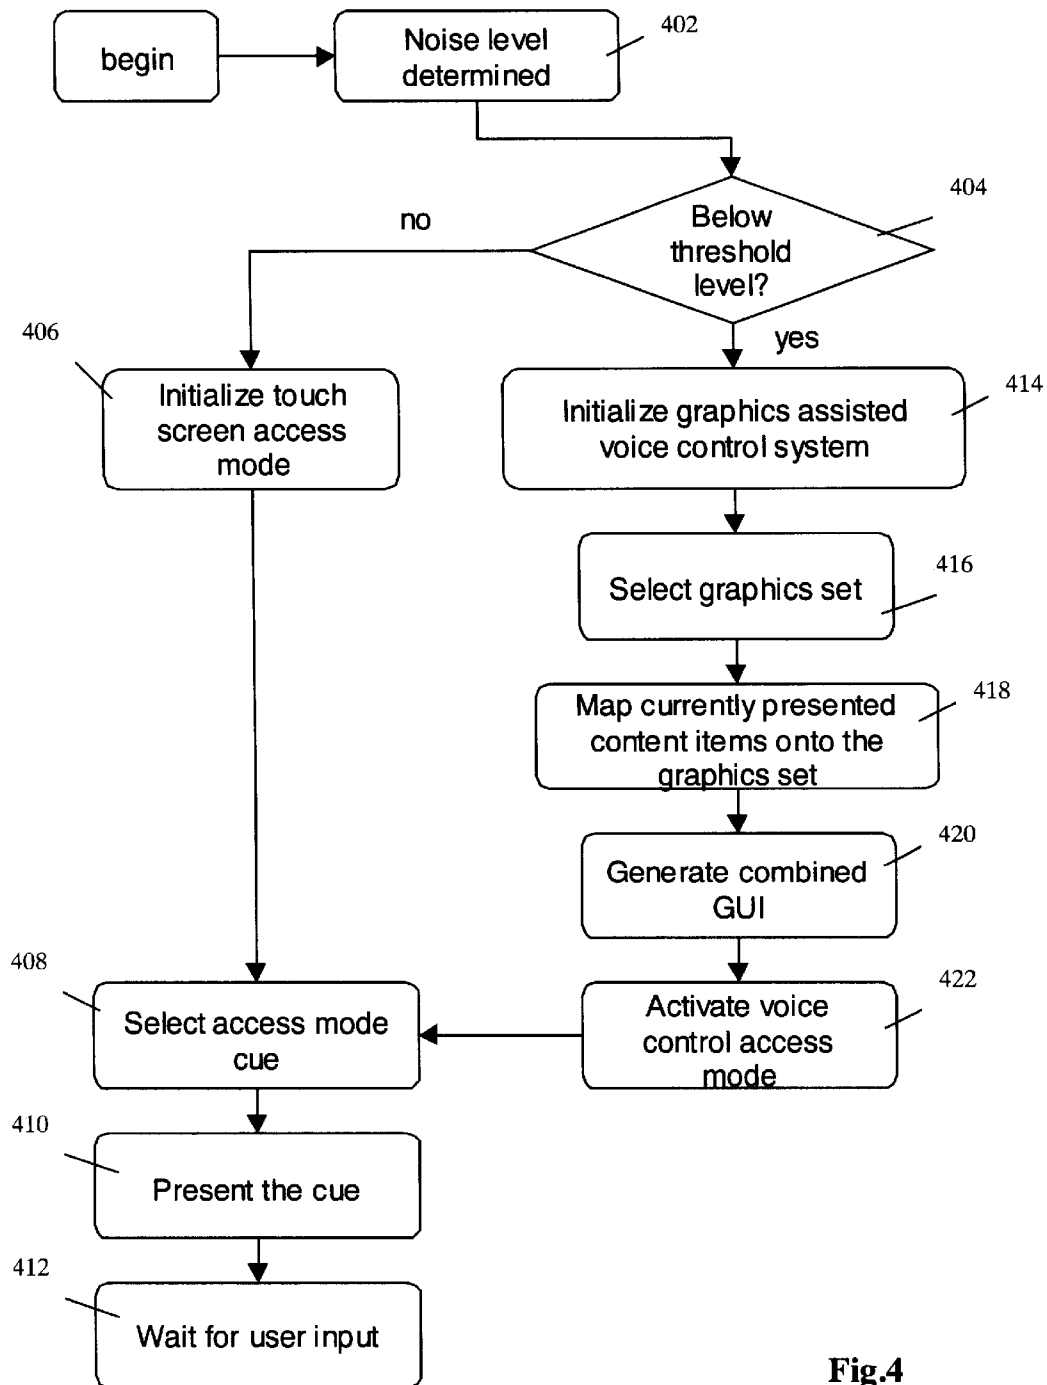 begin
Noise level
determined
402
Below
threshold
level?
404
no
yes
406
Initialize touch
screen access
mode
Initialize graphics assisted
voice control system
414
Select graphics set
416
Map currently presented
content items onto the
graphics set
418
Generate combined
GUI
420
408
Select access mode
cue
Activate voice
control access
mode
422
410
Present the cue
412
Wait for user input
Fig.4